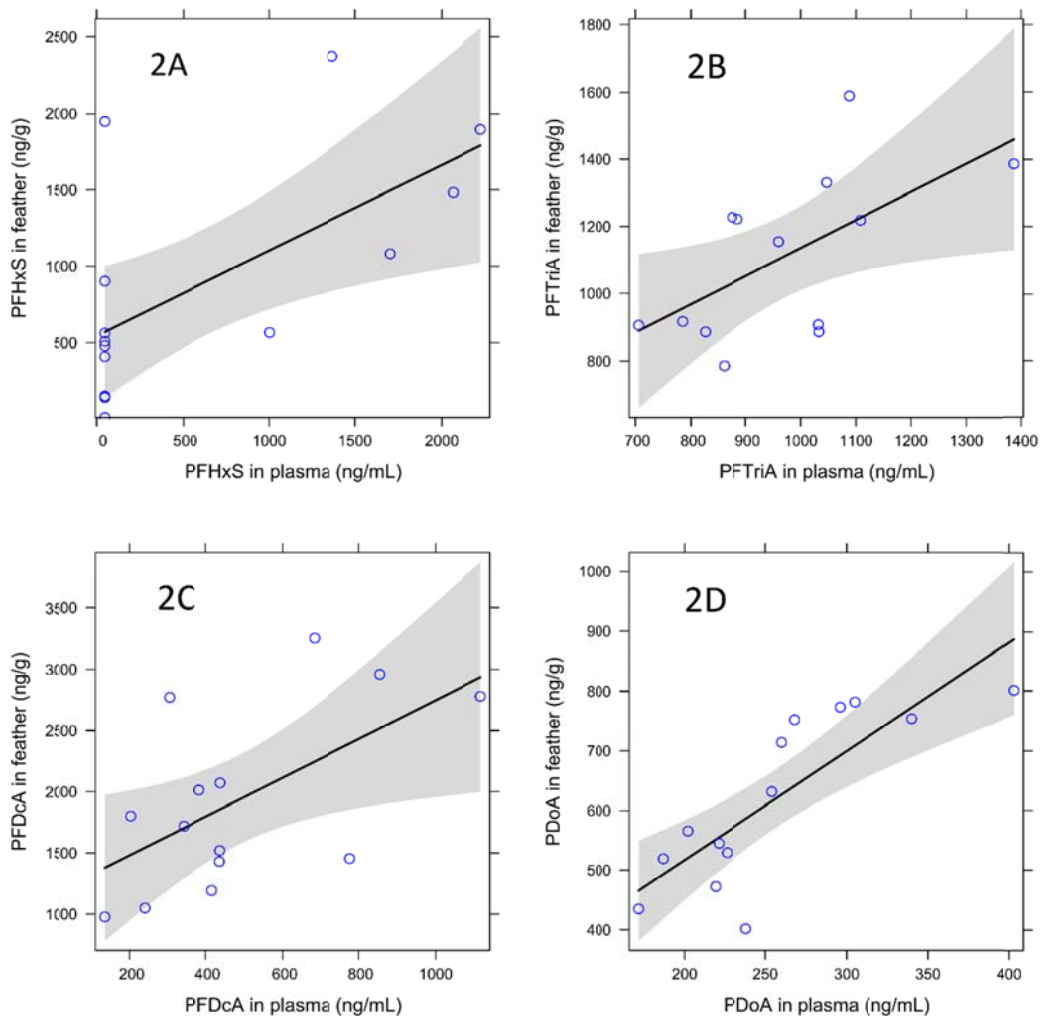 2A
PFHxS in feather (ng/g)
2500
2000
1500
1000
500
0 500 1000 1500 2000
PFHxS in plasma (ng/mL)
2B
PFTriA in feather (ng/g)
1800
1600
1400
1200
1000
800
700 800 900 1000 1100 1200 1300 1400
PFTriA in plasma (ng/mL)
2C
PFDcA in feather (ng/g)
3500
3000
2500
2000
1500
1000
200 400 600 800 1000
PFDcA in plasma (ng/mL)
2D
PDoA in feather (ng/g)
1000
900
800
700
600
500
400
200 250 300 350 400
PDoA in plasma (ng/mL)